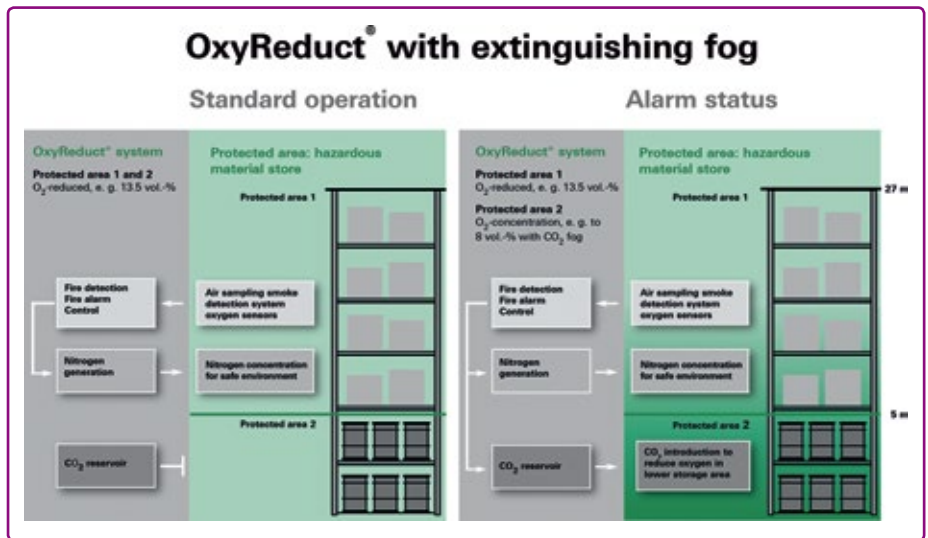 OxyReduct® with extinguishing fog
Standard operation
Alarm status
OxyReduct® system
Protected area 1 and 2
O₂-reduced, e. g. 13.5 vol.-%
Protected area: hazardous
material store
Protected area 1
Fire detection
Fire alarm
Control
Air sampling smoke
detection system
oxygen sensors
Nitrogen
generation
Nitrogen concentration
for safe environment
Protected area 2
CO₂ reservoir
OxyReduct® system
Protected area 1
O₂-reduced, e. g. 13.5 vol.-%
Protected area 2
O₂-concentration, e. g. to
8 vol.-% with CO₂ fog
Protected area: hazardous
material store
Protected area 1
27 m
Fire detection
Fire alarm
Control
Air sampling smoke
detection system
oxygen sensors
Nitrogen
generation
Nitrogen concentration
for safe environment
5 m
Protected area 2
CO₂ reservoir
CO₂ introduction to
reduce oxygen in
lower storage area